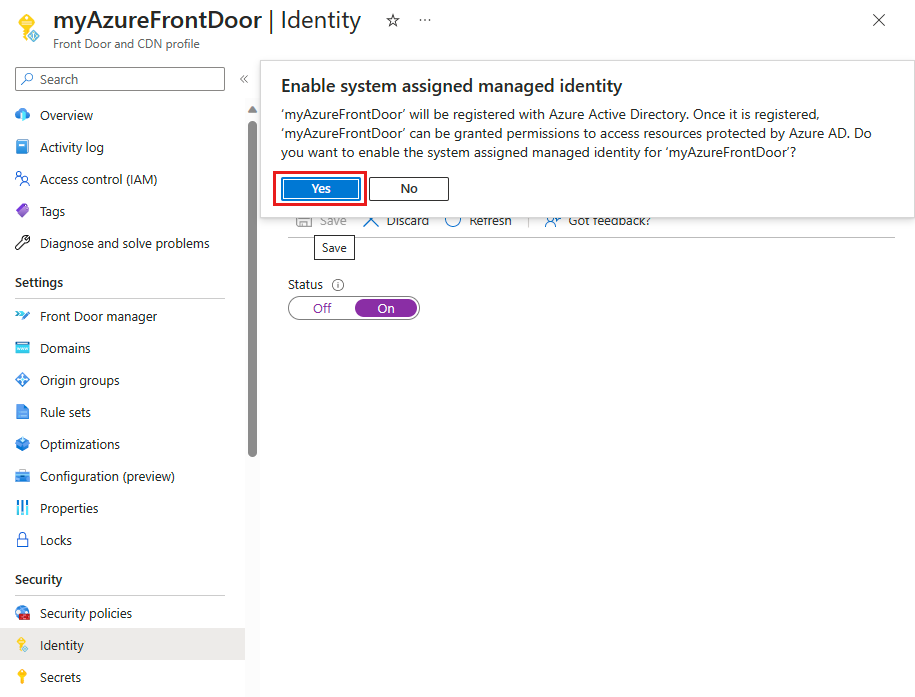 myAzureFrontDoor | Identity
Front Door and CDN profile
Search
Overview
Activity log
Access control (IAM)
Tags
Diagnose and solve problems
Settings
Front Door manager
Domains
Origin groups
Rule sets
Optimizations
Configuration (preview)
Properties
Locks
Security
Security policies
Identity
Secrets
Enable system assigned managed identity
‘myAzureFrontDoor’ will be registered with Azure Active Directory. Once it is registered,
‘myAzureFrontDoor’ can be granted permissions to access resources protected by Azure AD. Do
you want to enable the system assigned managed identity for ‘myAzureFrontDoor’?
Yes No
Save Discard Refresh Got feedback?
Save
Status
Off On